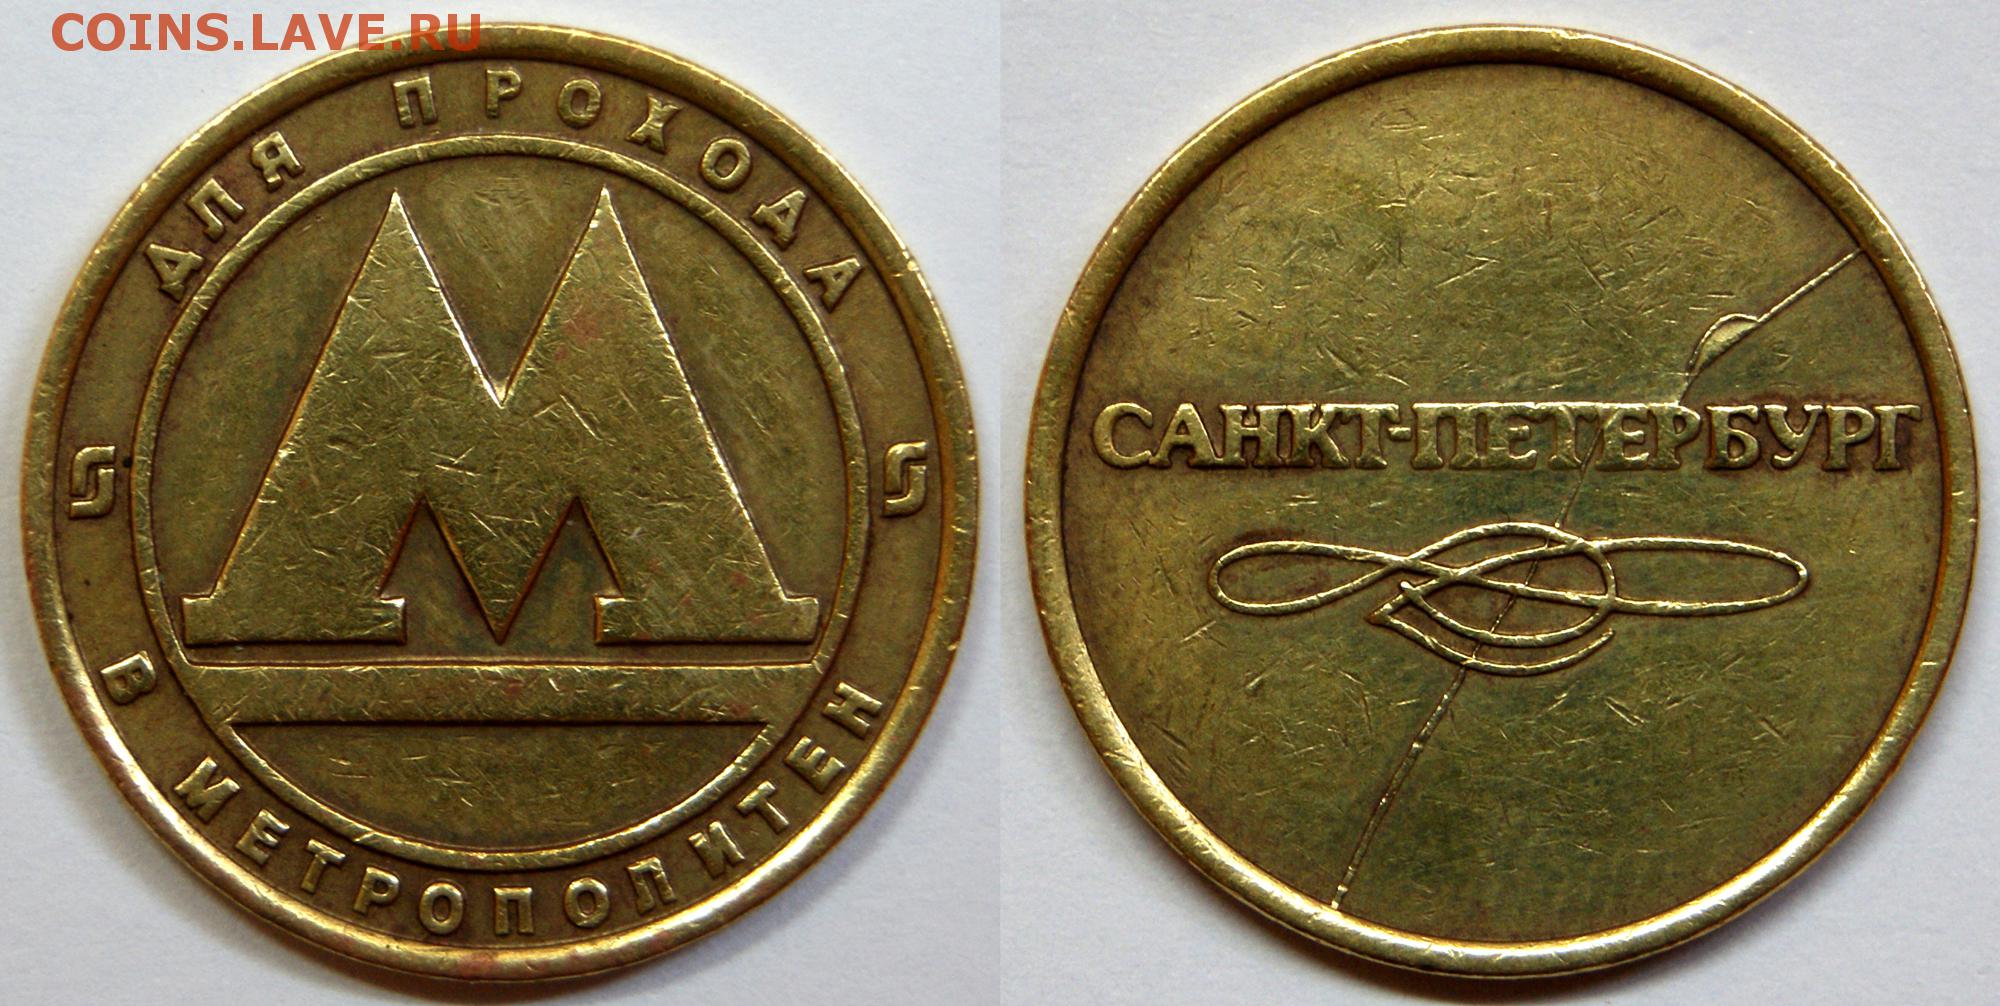 COINS.LAVE.RU
ДЛЯ ПРОХОДА
В МЕТРОПОЛИТЕН
САНКТ-ПЕТЕРБУРГ